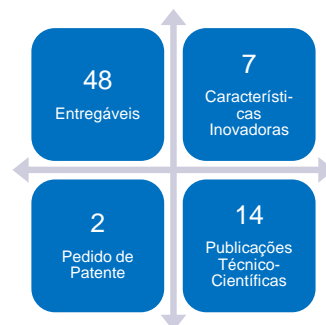 48
Entregáveis
7
Característi-
cas
Inovadoras
2
Pedido de
Patente
14
Publicações
Técnico-
Científicas